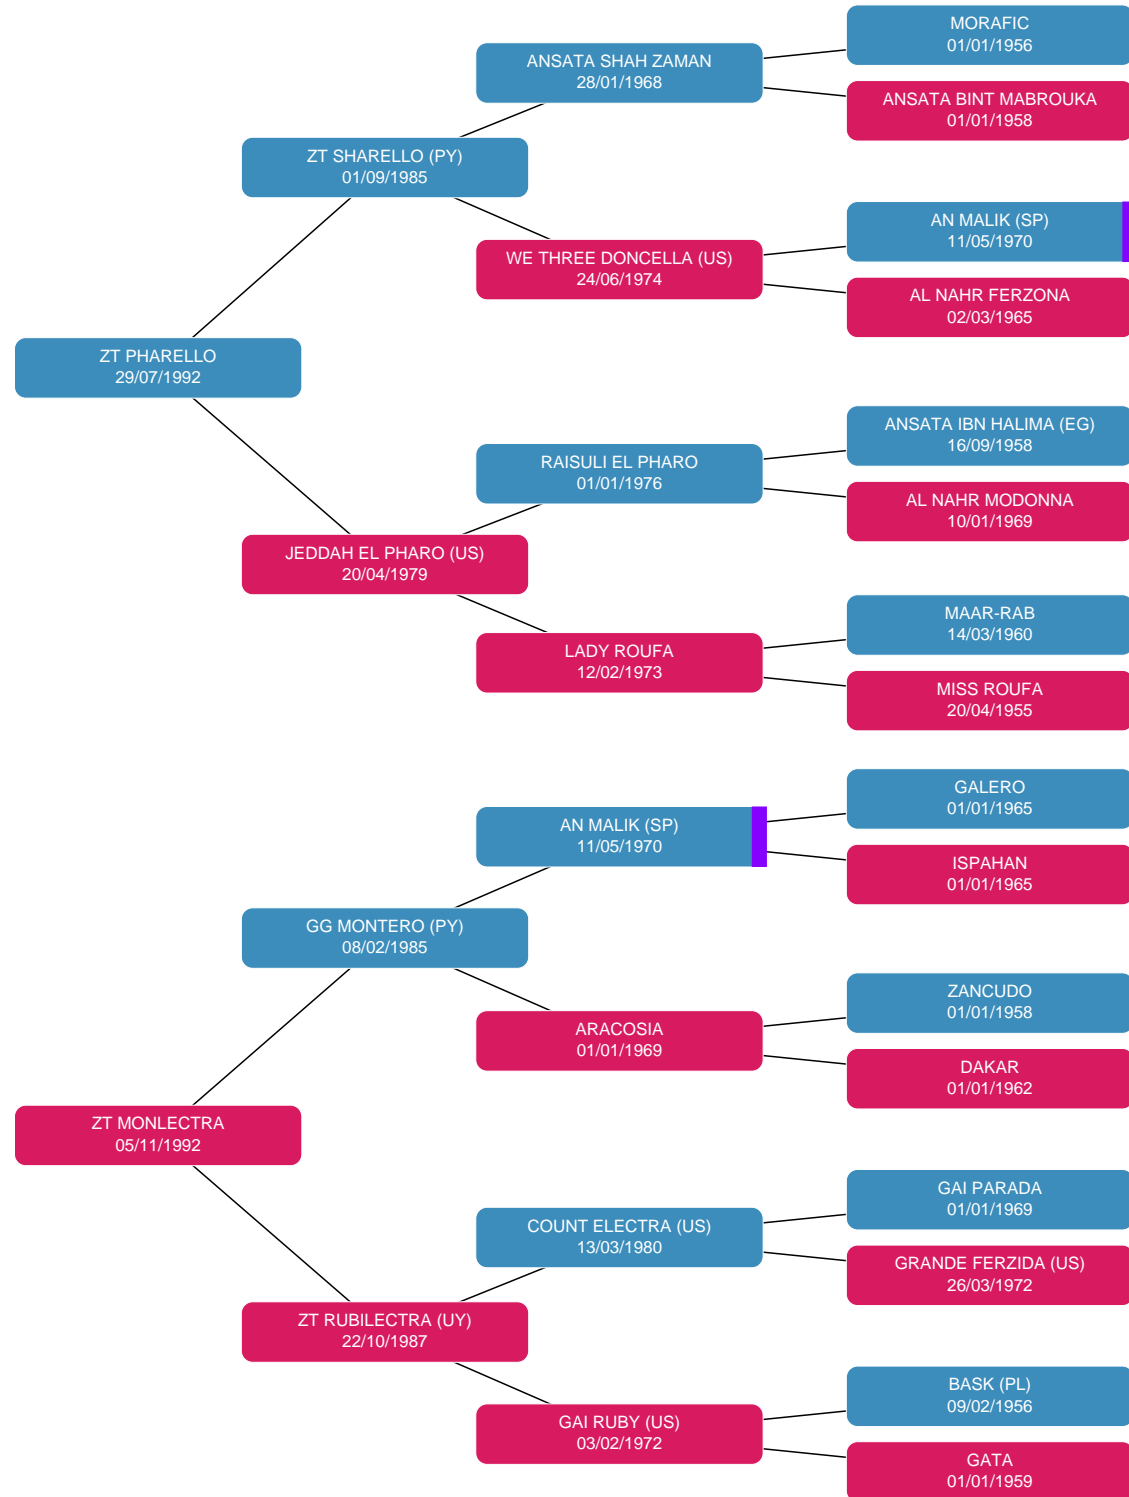 MORAFIC
01/01/1956
ANSATA SHAH ZAMAN
28/01/1968
ANSATA BINT MABROUKA
01/01/1958
ZT SHARELLO (PY)
01/09/1985
AN MALIK (SP)
11/05/1970
WE THREE DONCELLA (US)
24/06/1974
AL NAHR FERZONA
02/03/1965
ZT PHARELLO
29/07/1992
ANSATA IBN HALIMA (EG)
16/09/1958
RAISULI EL PHARO
01/01/1976
AL NAHR MODONNA
10/01/1969
JEDDAH EL PHARO (US)
20/04/1979
MAAR-RAB
14/03/1960
LADY ROUFA
12/02/1973
MISS ROUFA
20/04/1955
GALERO
01/01/1965
AN MALIK (SP)
11/05/1970
ISPAHAN
01/01/1965
GG MONTERO (PY)
08/02/1985
ZANCUDO
01/01/1958
ARACOSIA
01/01/1969
DAKAR
01/01/1962
ZT MONLECTRA
05/11/1992
GAI PARADA
01/01/1969
COUNT ELECTRA (US)
13/03/1980
GRANDE FERZIDA (US)
26/03/1972
ZT RUBILECTRA (UY)
22/10/1987
BASK (PL)
09/02/1956
GAI RUBY (US)
03/02/1972
GATA
01/01/1959